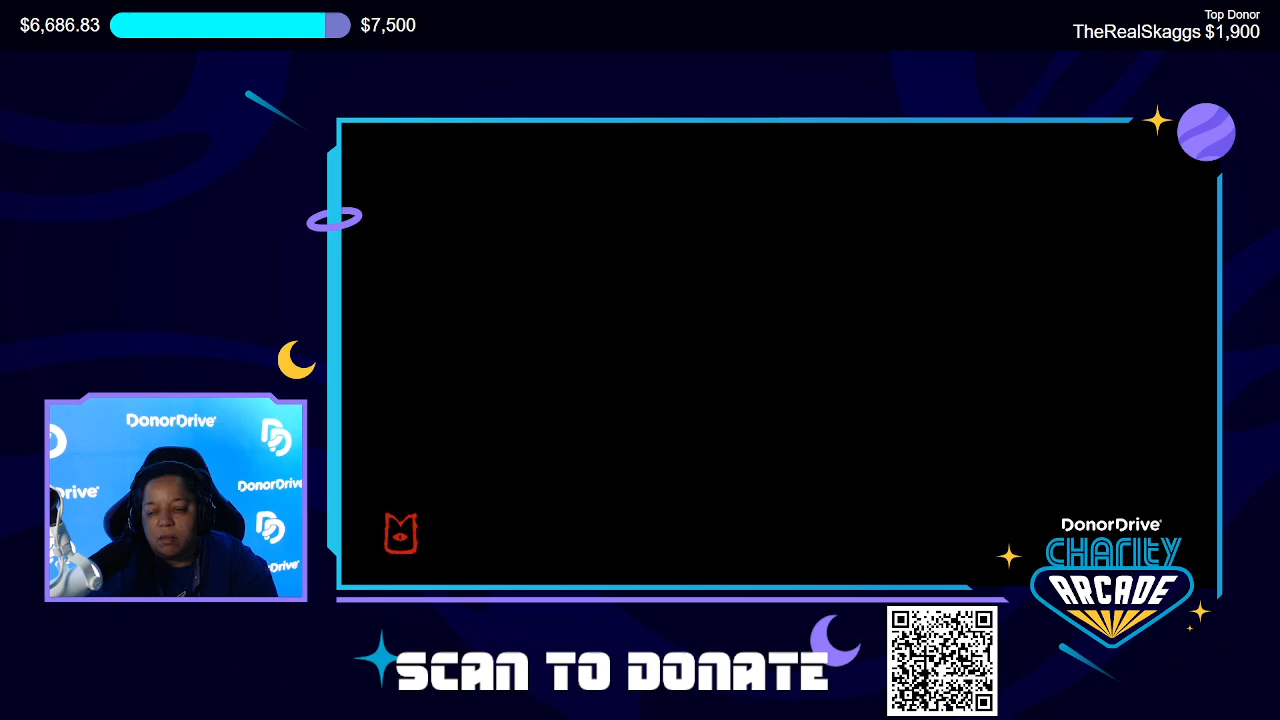 $6,686.83
$7,500
Top Donor
TheRealSkaggs $1,900
DonorDrive
DonorDrive
rive
DonorDrive
DonorDrive
CHARITY
ARCADE
SCAN TO DONATE